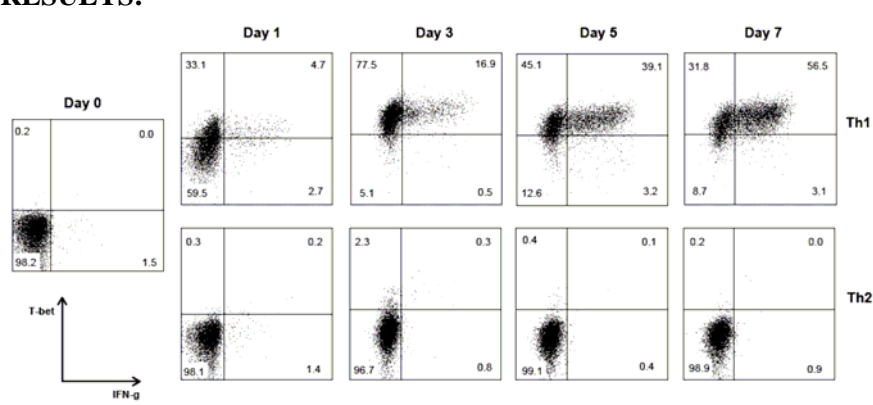 RESULTS:
Day 1 Day 3 Day 5 Day 7
33.1 4.7 77.5 16.9 45.1 39.1 31.8 56.5
Day 0
0.2 0.0
Th1
59.5 2.7 5.1 0.5 12.6 3.2 8.7 3.1
0.3 0.2 2.3 0.3 0.4 0.1 0.2 0.0
98.2 1.5
Th2
T-bet
98.1 1.4 96.7 0.8 99.1 0.4 98.9 0.9
IFN-g